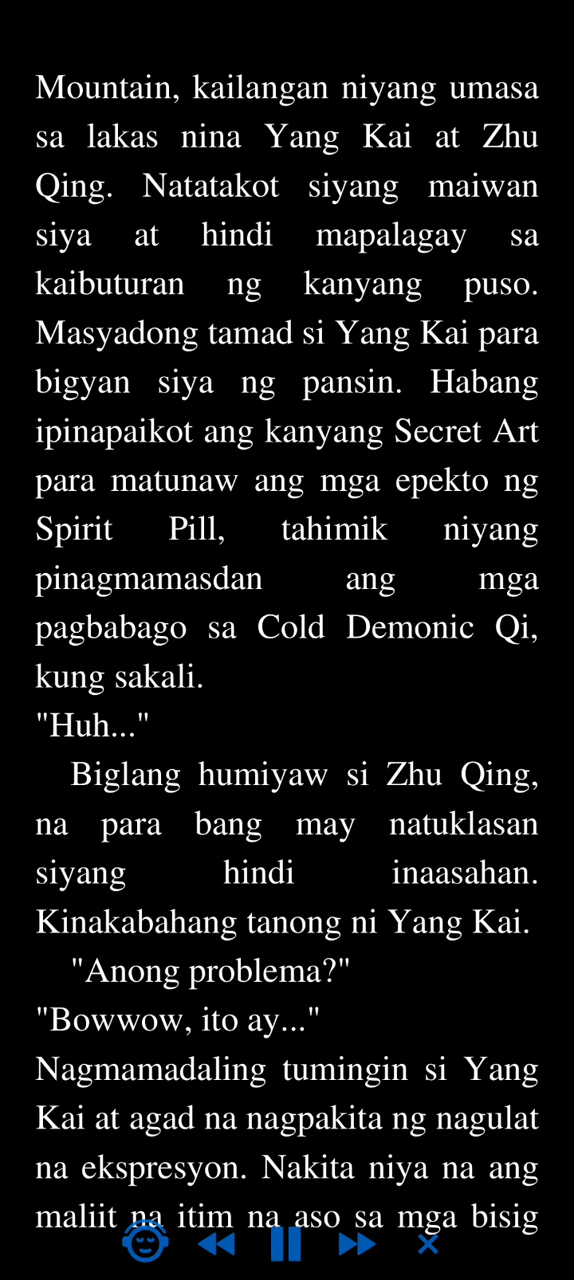 Mountain, kailangan niyang umasa
sa lakas nina Yang Kai at Zhu
Qing. Natatakot siyang maiwan
siya at hindi mapalagay sa
kaibuturan ng kanyang puso.
Masyadong tamad si Yang Kai para
bigyan siya ng pansin. Habang
ipinapaikot ang kanyang Secret Art
para matunaw ang mga epekto ng
Spirit Pill, tahimik niyang
pinagmamasdan ang mga
pagbabago sa Cold Demonic Qi,
kung sakali.
"Huh..."
Biglang humiyaw si Zhu Qing,
na para bang may natuklasan
siyang hindi inaasahan.
Kinakabahang tanong ni Yang Kai.
"Anong problema?"
"Bowwow, ito ay..."
Nagmamadaling tumingin si Yang
Kai at agad na nagpakita ng nagulat
na ekspresyon. Nakita niya na ang
maliit na itim na aso sa mga bisig